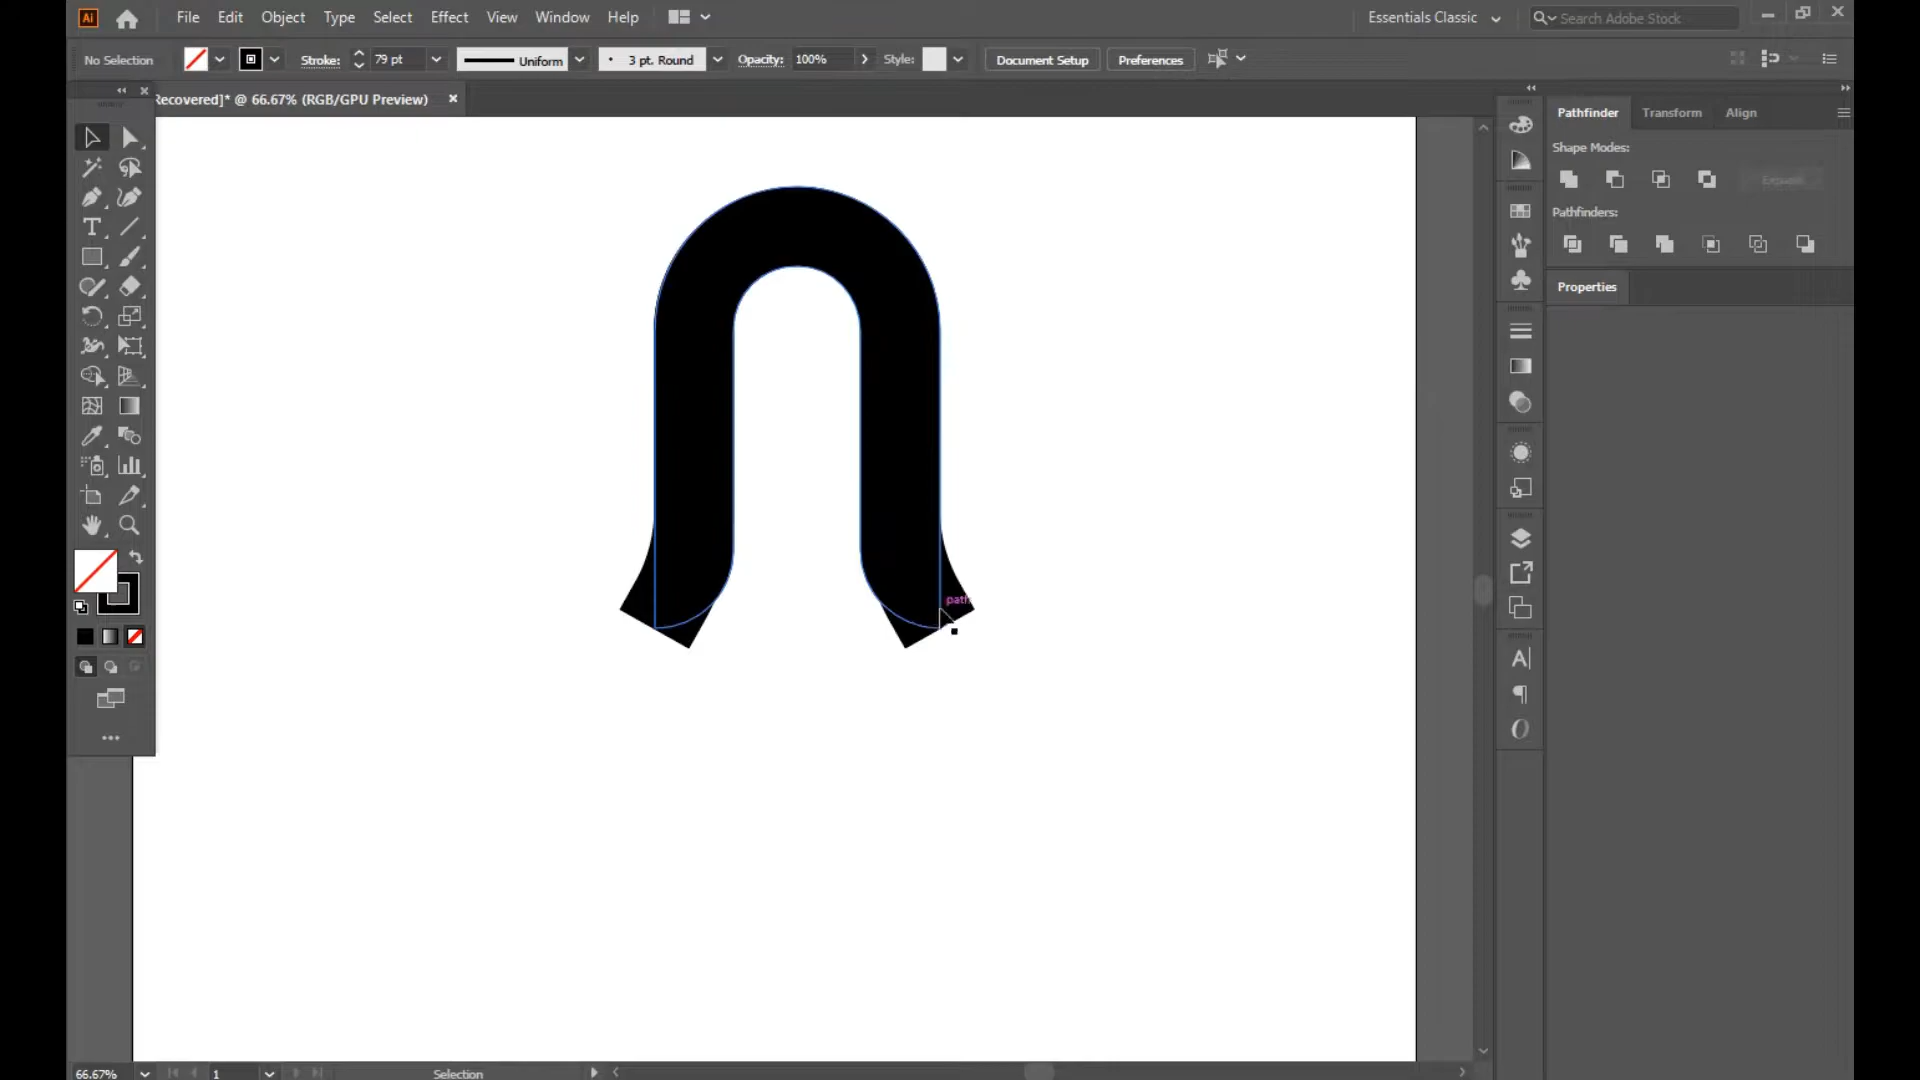 Ai File Edit Object Type Select Effect View Window Help Essentials Classic Search Adobe Stock
No Selection Stroke: 79 pt Uniform 3 pt. Round Opacity: 100% Style: Document Setup Preferences
Recovered]* @ 66.67% (RGB/GPU Preview)
Pathfinder Transform Align
Shape Modes:
Expand
Pathfinders:
Properties
path
66.67% 1 Selection